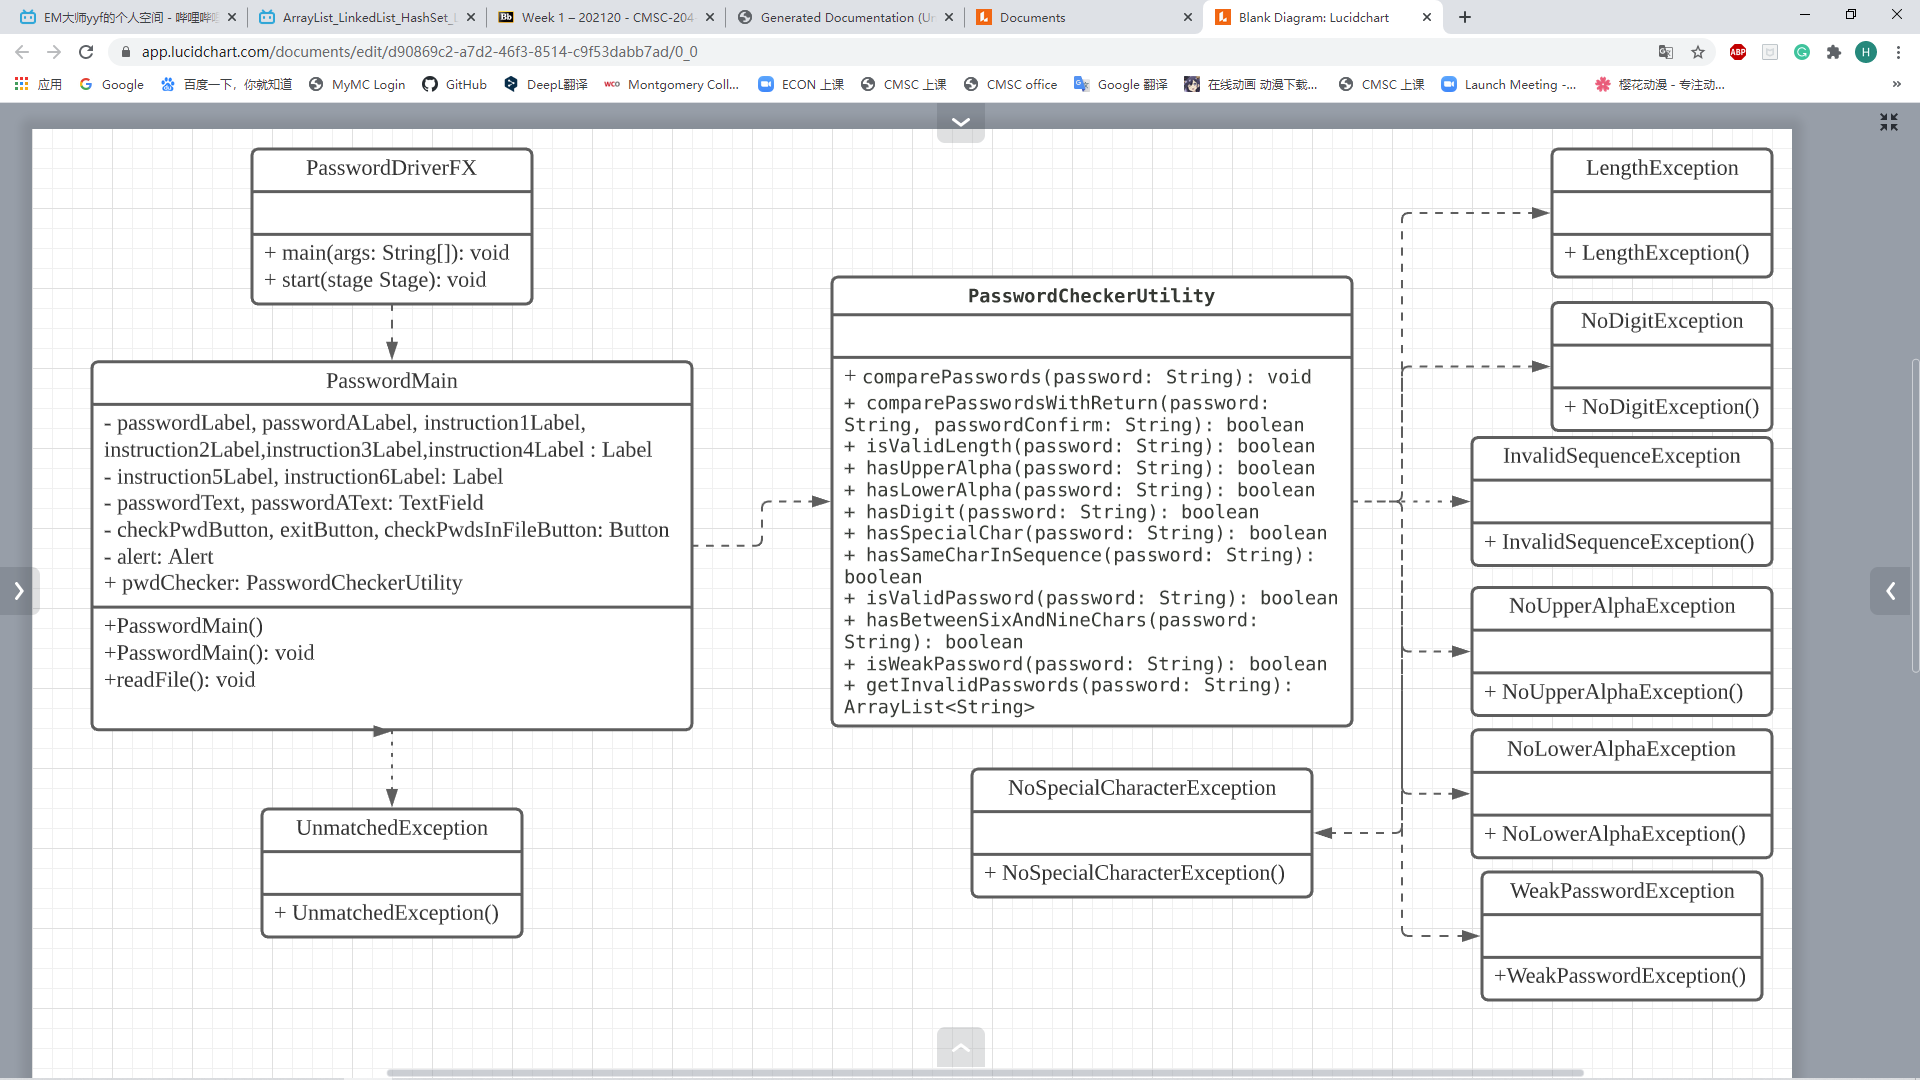 EM大师yyf的个人空间 - 哔哩哔
ArrayList_LinkedList_HashSet_
Week 1 – 202120 - CMSC-204
Generated Documentation (Un
Documents
Blank Diagram: Lucidchart
app.lucidchart.com/documents/edit/d90869c2-a7d2-46f3-8514-c9f53dabb7ad/0_0
ABP
G
H
应用
Google
百度一下，你就知道
MyMC Login
GitHub
DeepL翻译
WCO Montgomery Coll...
ECON 上课
CMSC 上课
CMSC office
Google 翻译
在线动画 动漫下载...
CMSC 上课
Launch Meeting -...
樱花动漫 - 专注动...
PasswordDriverFX
+ main(args: String[]): void
+ start(stage Stage): void
PasswordMain
- passwordLabel, passwordALabel, instruction1Label,
instruction2Label,instruction3Label,instruction4Label : Label
- instruction5Label, instruction6Label: Label
- passwordText, passwordAText: TextField
- checkPwdButton, exitButton, checkPwdsInFileButton: Button
- alert: Alert
+ pwdChecker: PasswordCheckerUtility
+PasswordMain()
+PasswordMain(): void
+readFile(): void
UnmatchedException
+ UnmatchedException()
PasswordCheckerUtility
+ comparePasswords(password: String): void
+ comparePasswordsWithReturn(password:
String, passwordConfirm: String): boolean
+ isValidLength(password: String): boolean
+ hasUpperAlpha(password: String): boolean
+ hasLowerAlpha(password: String): boolean
+ hasDigit(password: String): boolean
+ hasSpecialChar(password: String): boolean
+ hasSameCharInSequence(password: String):
boolean
+ isValidPassword(password: String): boolean
+ hasBetweenSixAndNineChars(password:
String): boolean
+ isWeakPassword(password: String): boolean
+ getInvalidPasswords(password: String):
ArrayList<String>
NoSpecialCharacterException
+ NoSpecialCharacterException()
LengthException
+ LengthException()
NoDigitException
+ NoDigitException()
InvalidSequenceException
+ InvalidSequenceException()
NoUpperAlphaException
+ NoUpperAlphaException()
NoLowerAlphaException
+ NoLowerAlphaException()
WeakPasswordException
+WeakPasswordException()